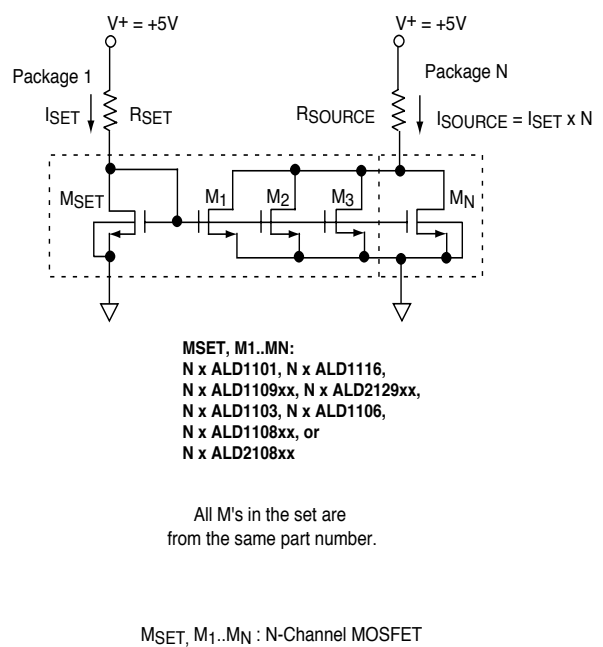 V+ = +5V
V+ = +5V
Package 1
Package N
ISET
RSET
RSOURCE
ISOURCE = ISET x N
MSET
M1
M2
M3
MN
MSET, M1..MN:
N x ALD1101, N x ALD1116,
N x ALD1109xx, N x ALD2129xx,
N x ALD1103, N x ALD1106,
N x ALD1108xx, or
N x ALD2108xx
All M's in the set are
from the same part number.
MSET, M1..MN : N-Channel MOSFET